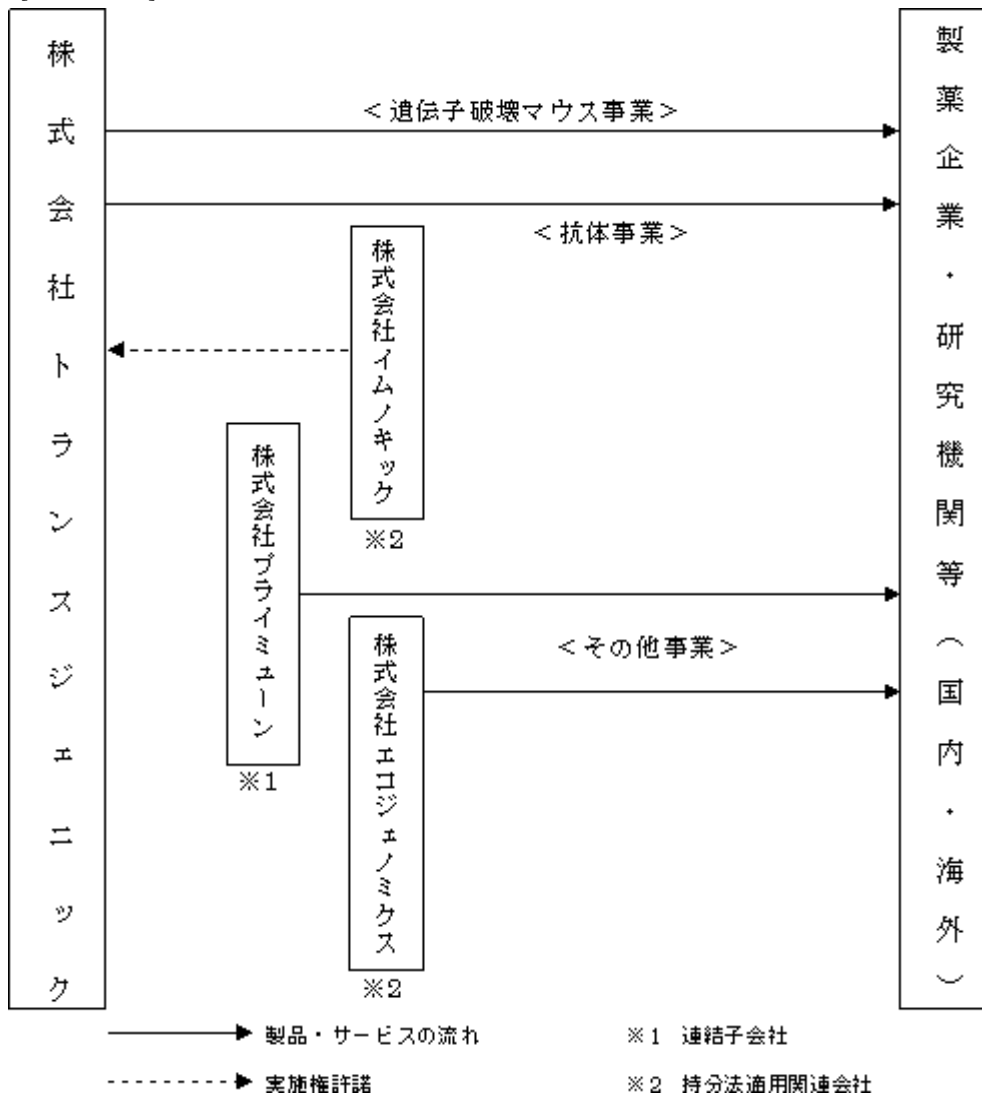 株式会社トランスジェニック
＜遺伝子破壊マウス事業＞
＜抗体事業＞
株式会社イムノキック
※2
株式会社プライミューン
※1
＜その他事業＞
株式会社エコジェノミクス
※2
製薬企業・研究機関等（国内・海外）
製品・サービスの流れ
※1 連結子会社
実施権許諾
※2 持分法適用関連会社